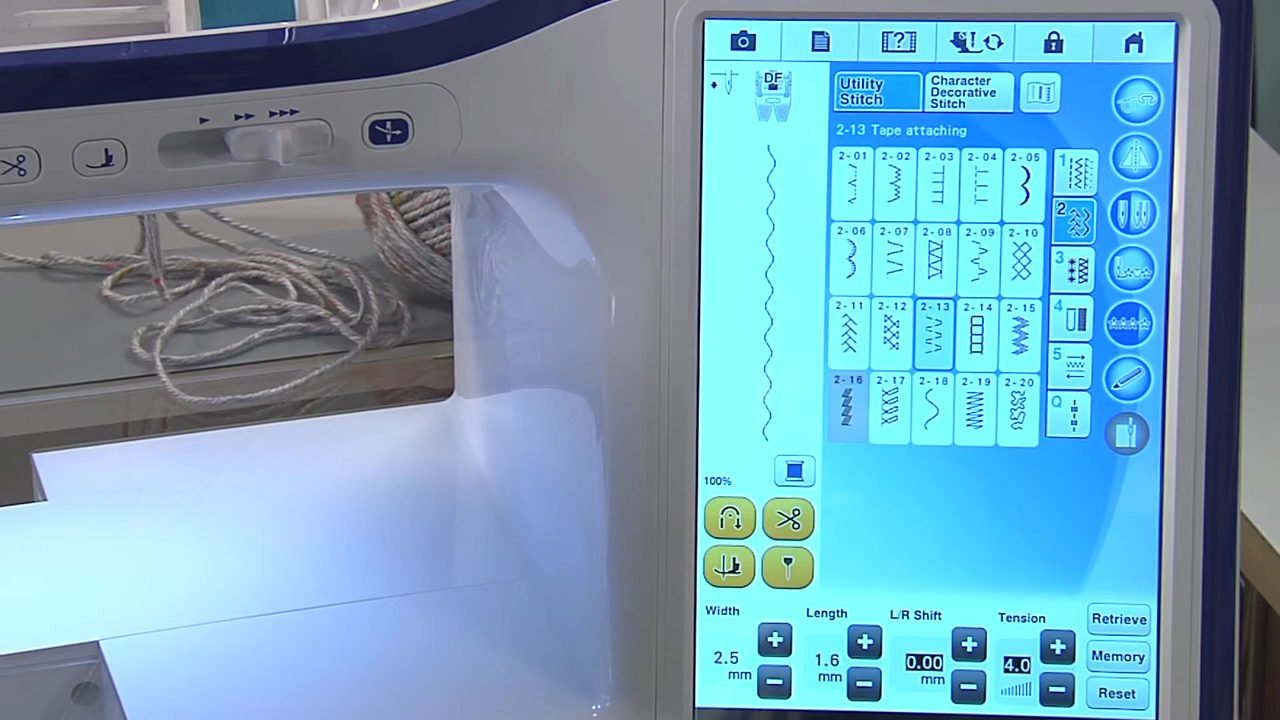 DF
Utility
Stitch
Character
Decorative
Stitch
2-13 Tape attaching
2-01 2-02 2-03 2-04 2-05
1
2-06 2-07 2-08 2-09 2-10
2
3
2-11 2-12 2-13 2-14 2-15
4
5
2-16 2-17 2-18 2-19 2-20
Q
100%
Width Length L/R Shift Tension
Retrieve
2.5 mm
1.6 mm
0.00 mm
4.0
Memory
Reset